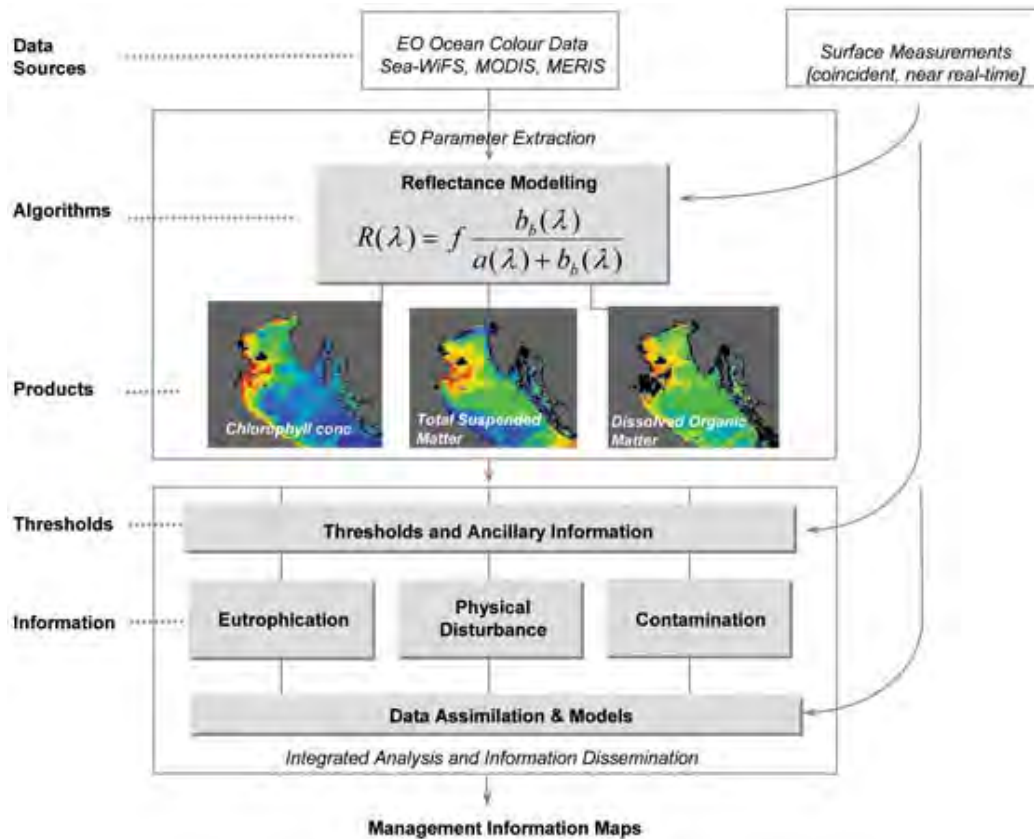 Data
Sources
EO Ocean Colour Data
Sea-WiFS, MODIS, MERIS
Surface Measurements
[coincident, near real-time]
EO Parameter Extraction
Algorithms
Reflectance Modelling
R(λ) = f b_b(λ) / a(λ) + b_b(λ)
Products
Chlorophyll conc
Total Suspended
Matter
Dissolved Organic
Matter
Thresholds
Thresholds and Ancillary Information
Information
Eutrophication
Physical
Disturbance
Contamination
Data Assimilation & Models
Integrated Analysis and Information Dissemination
Management Information Maps